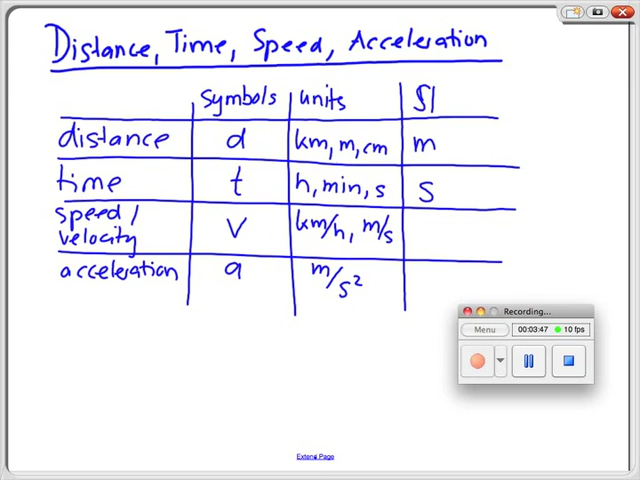 Distance, Time, Speed, Acceleration
symbols units SI
distance d km, m, cm m
time t h, min, s s
speed/
velocity v km/h, m/s
acceleration a m/s²
Recording...
Menu 00:03:47 10 fps
Extend Page